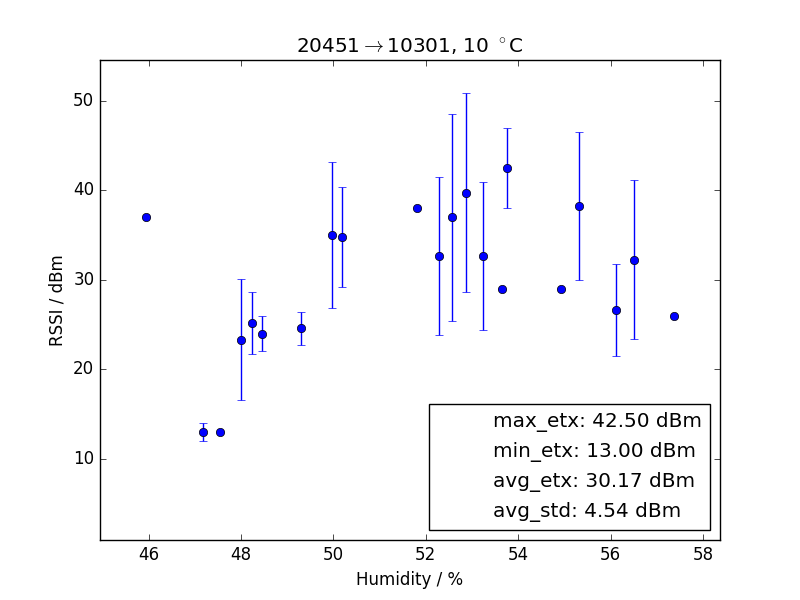 20451→10301, 10 °C
RSSI / dBm
50
40
30
20
10
max_etx: 42.50 dBm
min_etx: 13.00 dBm
avg_etx: 30.17 dBm
avg_std: 4.54 dBm
46 48 50 52 54 56 58
Humidity / %